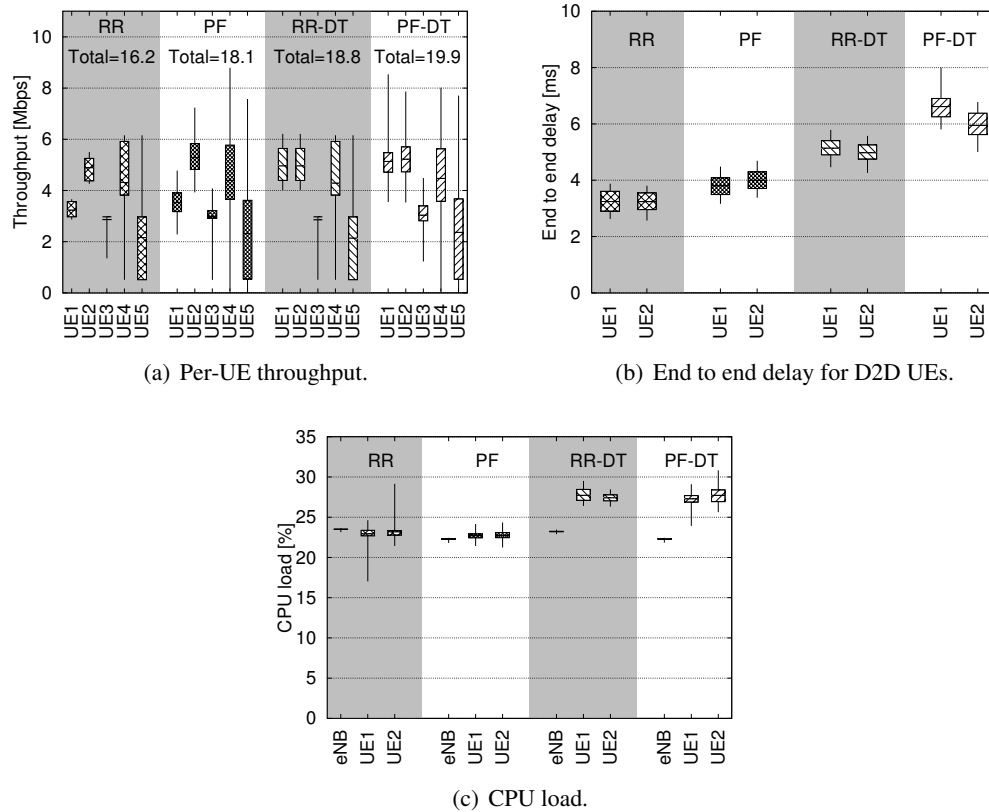 10
8
6
4
2
0
Throughput [Mbps]
RR PF RR-DT PF-DT
Total=16.2 Total=18.1 Total=18.8 Total=19.9
UE1 UE2 UE3 UE4 UE5 UE1 UE2 UE3 UE4 UE5 UE1 UE2 UE3 UE4 UE5 UE1 UE2 UE3 UE4 UE5
(a) Per-UE throughput.
10
8
6
4
2
0
End to end delay [ms]
RR PF RR-DT PF-DT
UE1 UE2 UE1 UE2 UE1 UE2 UE1 UE2
(b) End to end delay for D2D UEs.
35
30
25
20
15
10
5
0
CPU load [%]
RR PF RR-DT PF-DT
eNB UE1 UE2 eNB UE1 UE2 eNB UE1 UE2 eNB UE1 UE2
(c) CPU load.